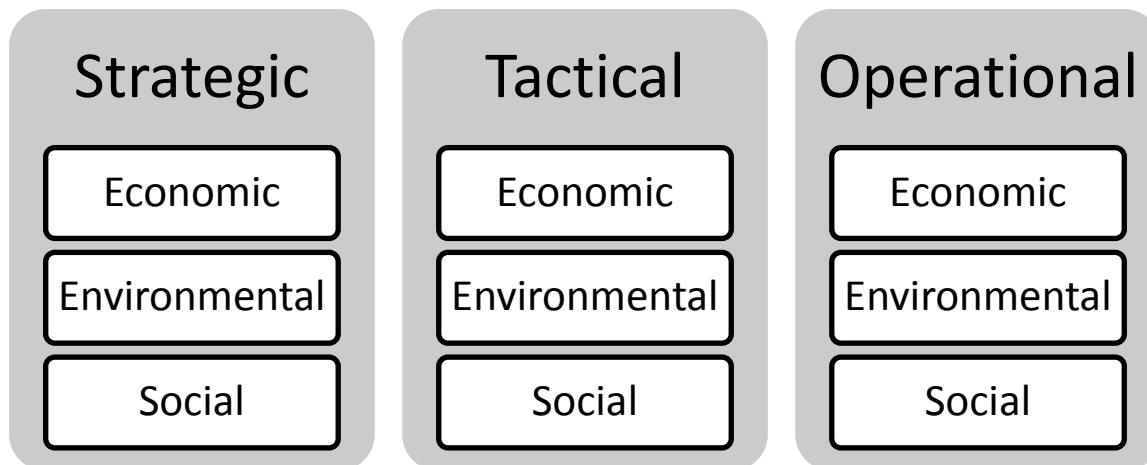 Strategic
Economic
Environmental
Social
Tactical
Economic
Environmental
Social
Operational
Economic
Environmental
Social